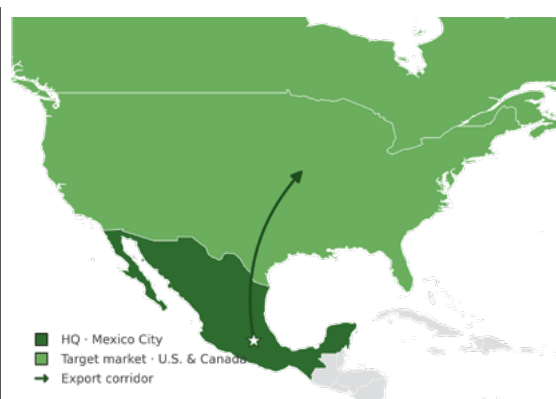 HQ · Mexico City
Target market · U.S. & Canada
Export corridor